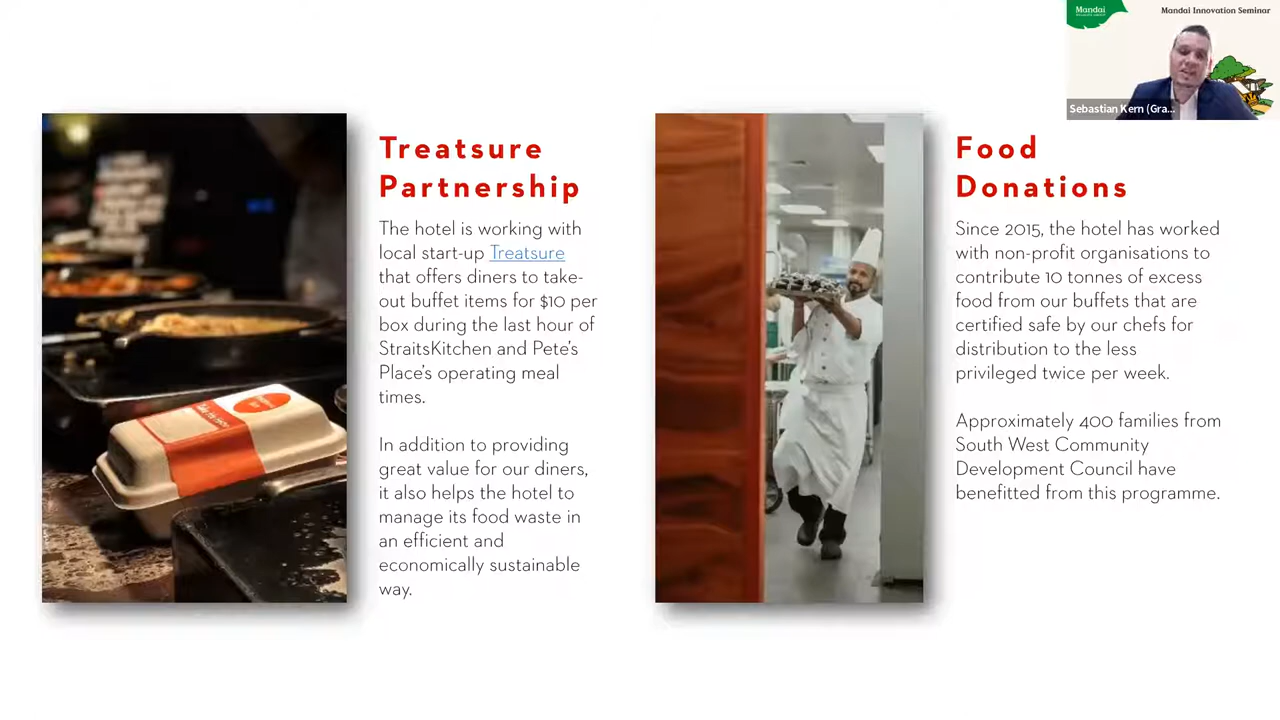 Mandai
Mandai Innovation Seminar
Sebastian Kern (Gra...
Treatsure
Partnership
The hotel is working with
local start-up Treatsure
that offers diners to take-
out buffet items for $10 per
box during the last hour of
StraitsKitchen and Pete's
Place's operating meal
times.
In addition to providing
great value for our diners,
it also helps the hotel to
manage its food waste in
an efficient and
economically sustainable
way.
Food
Donations
Since 2015, the hotel has worked
with non-profit organisations to
contribute 10 tonnes of excess
food from our buffets that are
certified safe by our chefs for
distribution to the less
privileged twice per week.
Approximately 400 families from
South West Community
Development Council have
benefitted from this programme.